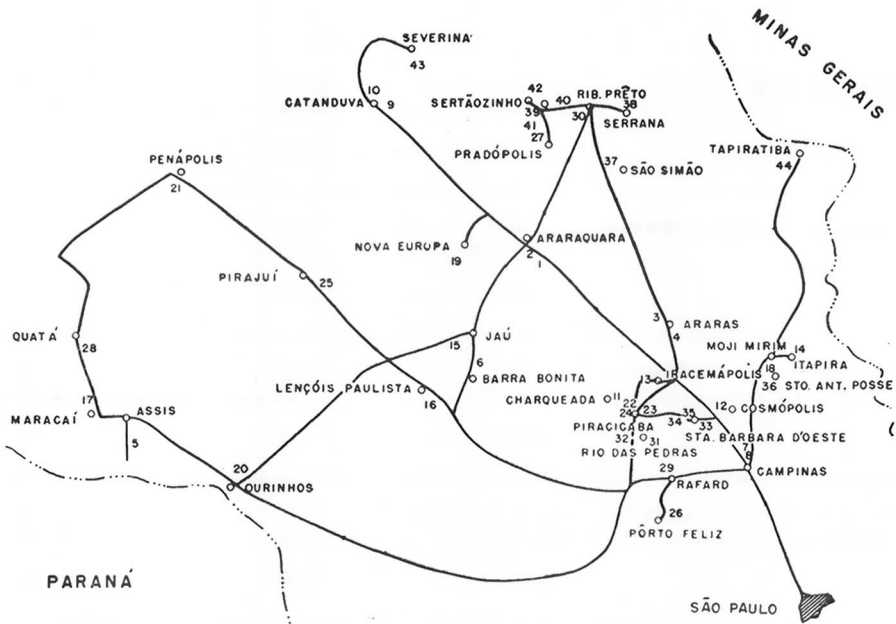 MINAS GERAIS
SEVERINA
43
10
CATANDUVA
9
42
SERTÃOZINHO
40
RIB. PRETO
39
30
38
SERRANA
41
27
PRADÓPOLIS
TAPIRATIBA
44
PENÁPOLIS
21
37
SÃO SIMÃO
NOVA EUROPA
19
ARARAQUARA
2
1
PIRAJUÍ
25
QUATÁ
28
JAÚ
15
6
3
ARARAS
4
MOJI MIRIM
14
ITAPIRA
18
36 STO. ANT. POSSE
BARRA BONITA
13
IRACEMÁPOLIS
LENÇÓIS PAULISTA
16
CHARQUEADA
11
22
24
23
35
34
33
12
COSMÓPOLIS
17
MARACAÍ
ASSIS
5
PIRACICABA
32
31
STA. BARBARA D'OESTE
RIO DAS PEDRAS
7
8
CAMPINAS
20
OURINHOS
29
RAFARD
26
PÔRTO FELIZ
PARANÁ
SÃO PAULO